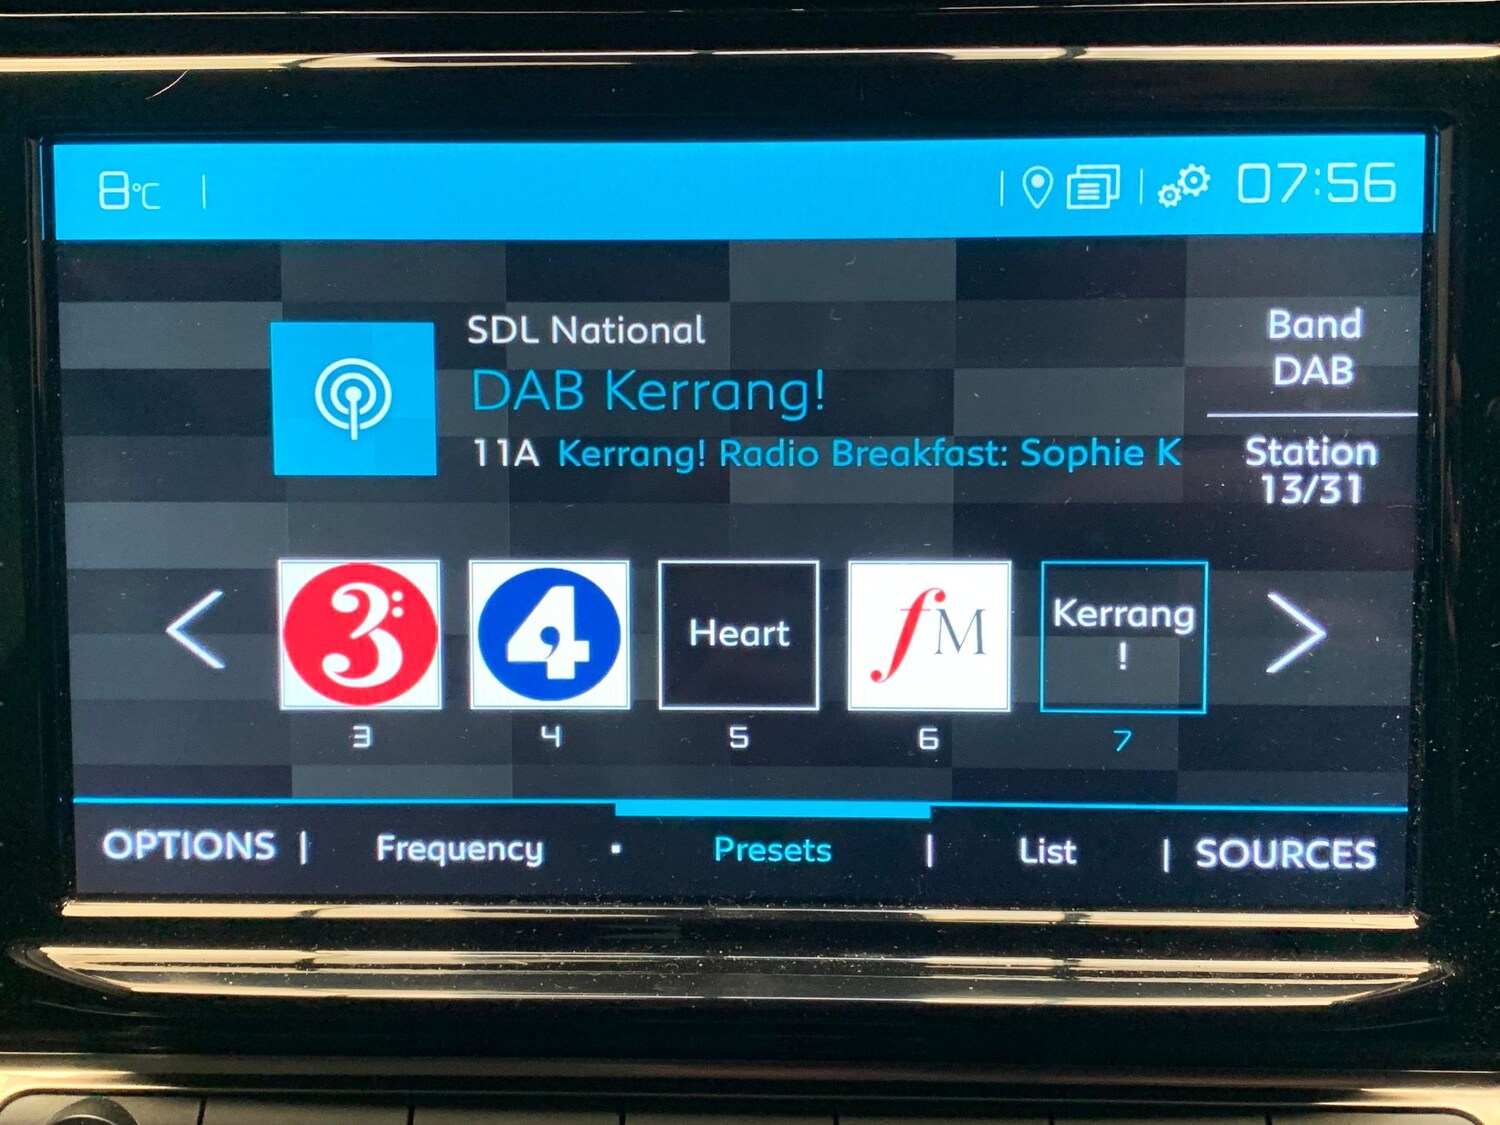 8°C
07:56
SDL National
DAB Kerrang!
11A Kerrang! Radio Breakfast: Sophie K
Band
DAB
Station
13/31
3
4
Heart
fM
Kerrang
!
3
4
5
6
7
OPTIONS | Frequency
Presets
List
SOURCES